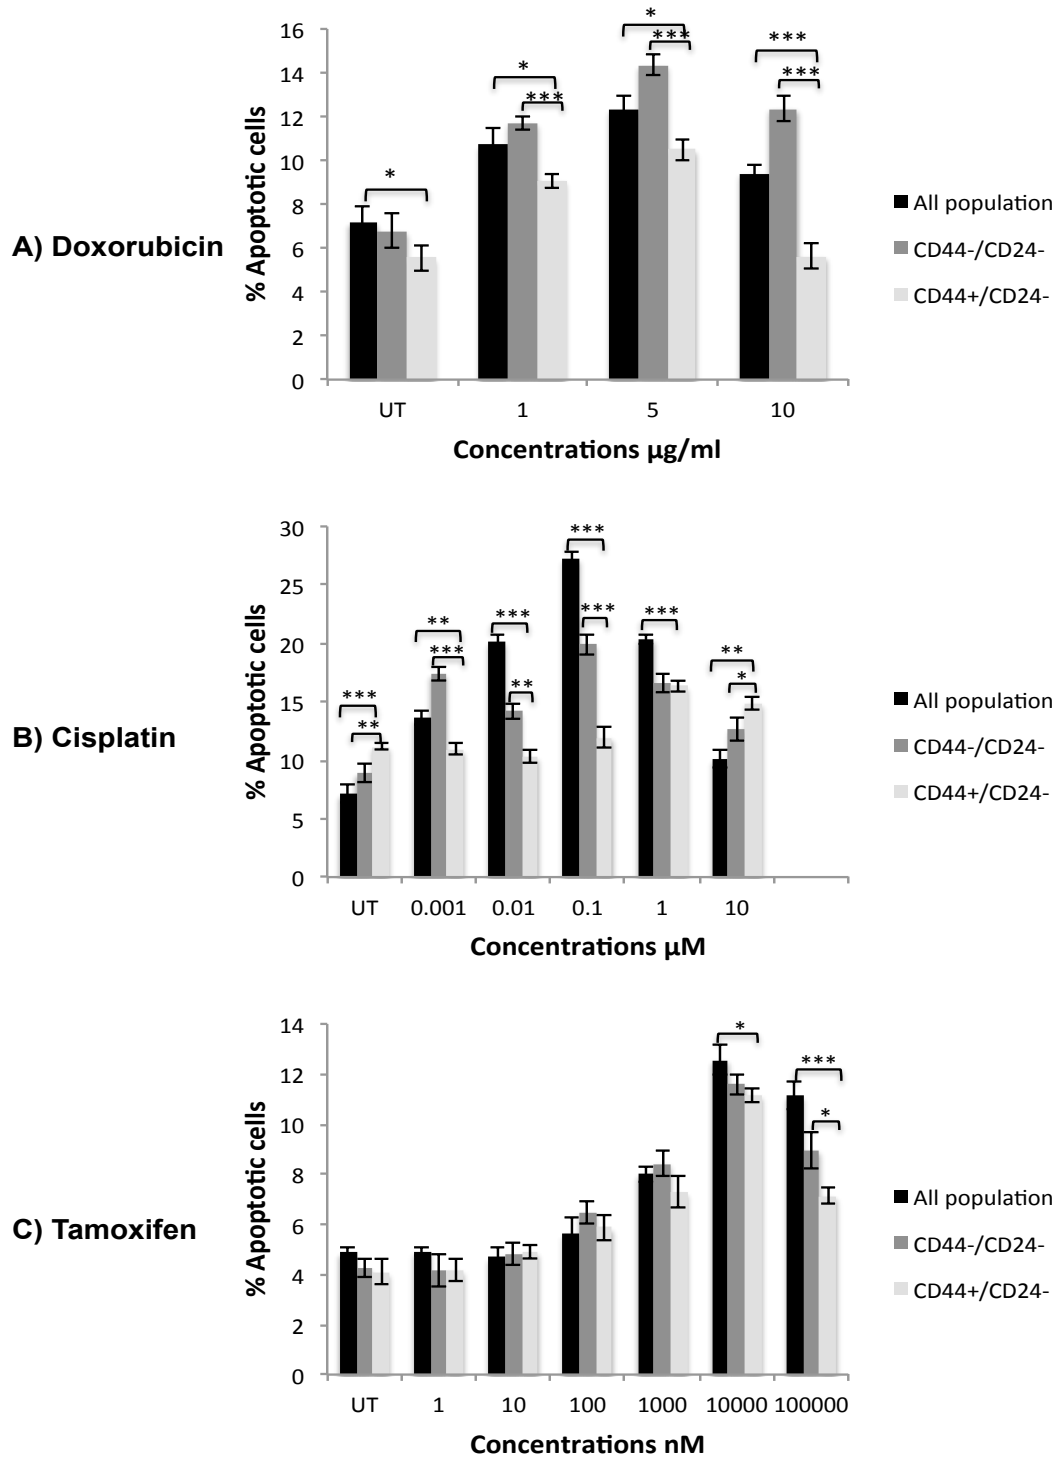 A) Doxorubicin
% Apoptotic cells
16
14
12
10
8
6
4
2
0
* * *** * *** *** ***
UT 1 5 10
Concentrations µg/ml
All population
CD44-/CD24-
CD44+/CD24-
B) Cisplatin
% Apoptotic cells
30
25
20
15
10
5
0
*** ** ** *** *** ** *** *** *** ** *
UT 0.001 0.01 0.1 1 10
Concentrations µM
All population
CD44-/CD24-
CD44+/CD24-
C) Tamoxifen
% Apoptotic cells
14
12
10
8
6
4
2
0
* *** *
UT 1 10 100 1000 10000 100000
Concentrations nM
All population
CD44-/CD24-
CD44+/CD24-